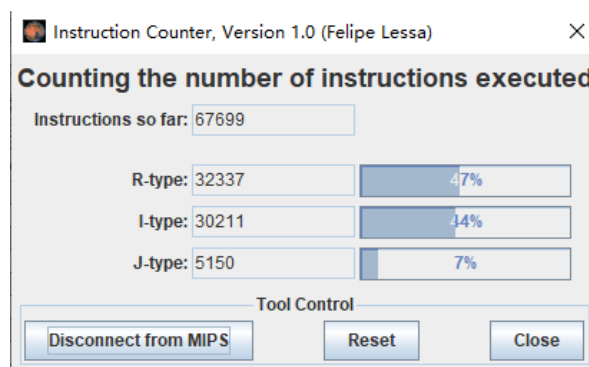 Instruction Counter, Version 1.0 (Felipe Lessa)
Counting the number of instructions executed
Instructions so far: 67699
R-type: 32337 47%
I-type: 30211 44%
J-type: 5150 7%
Tool Control
Disconnect from MIPS Reset Close